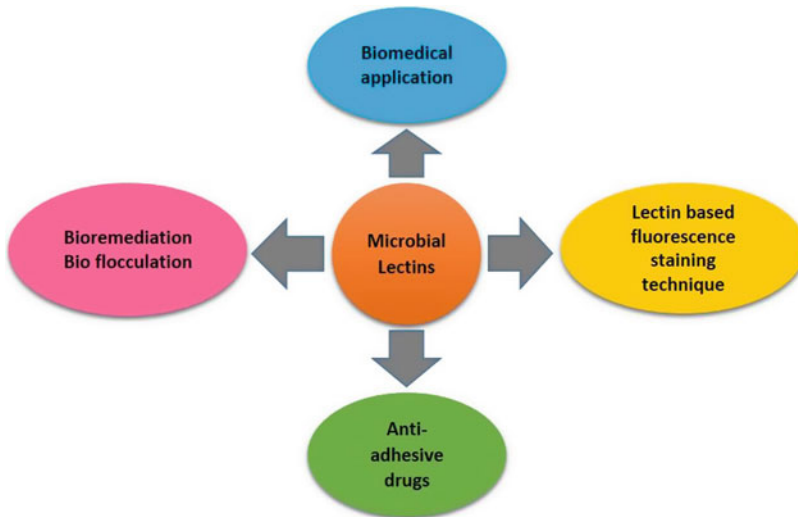 Biomedical
application
Bioremediation
Bio flocculation
Microbial
Lectins
Lectin based
fluorescence
staining
technique
Anti-
adhesive
drugs